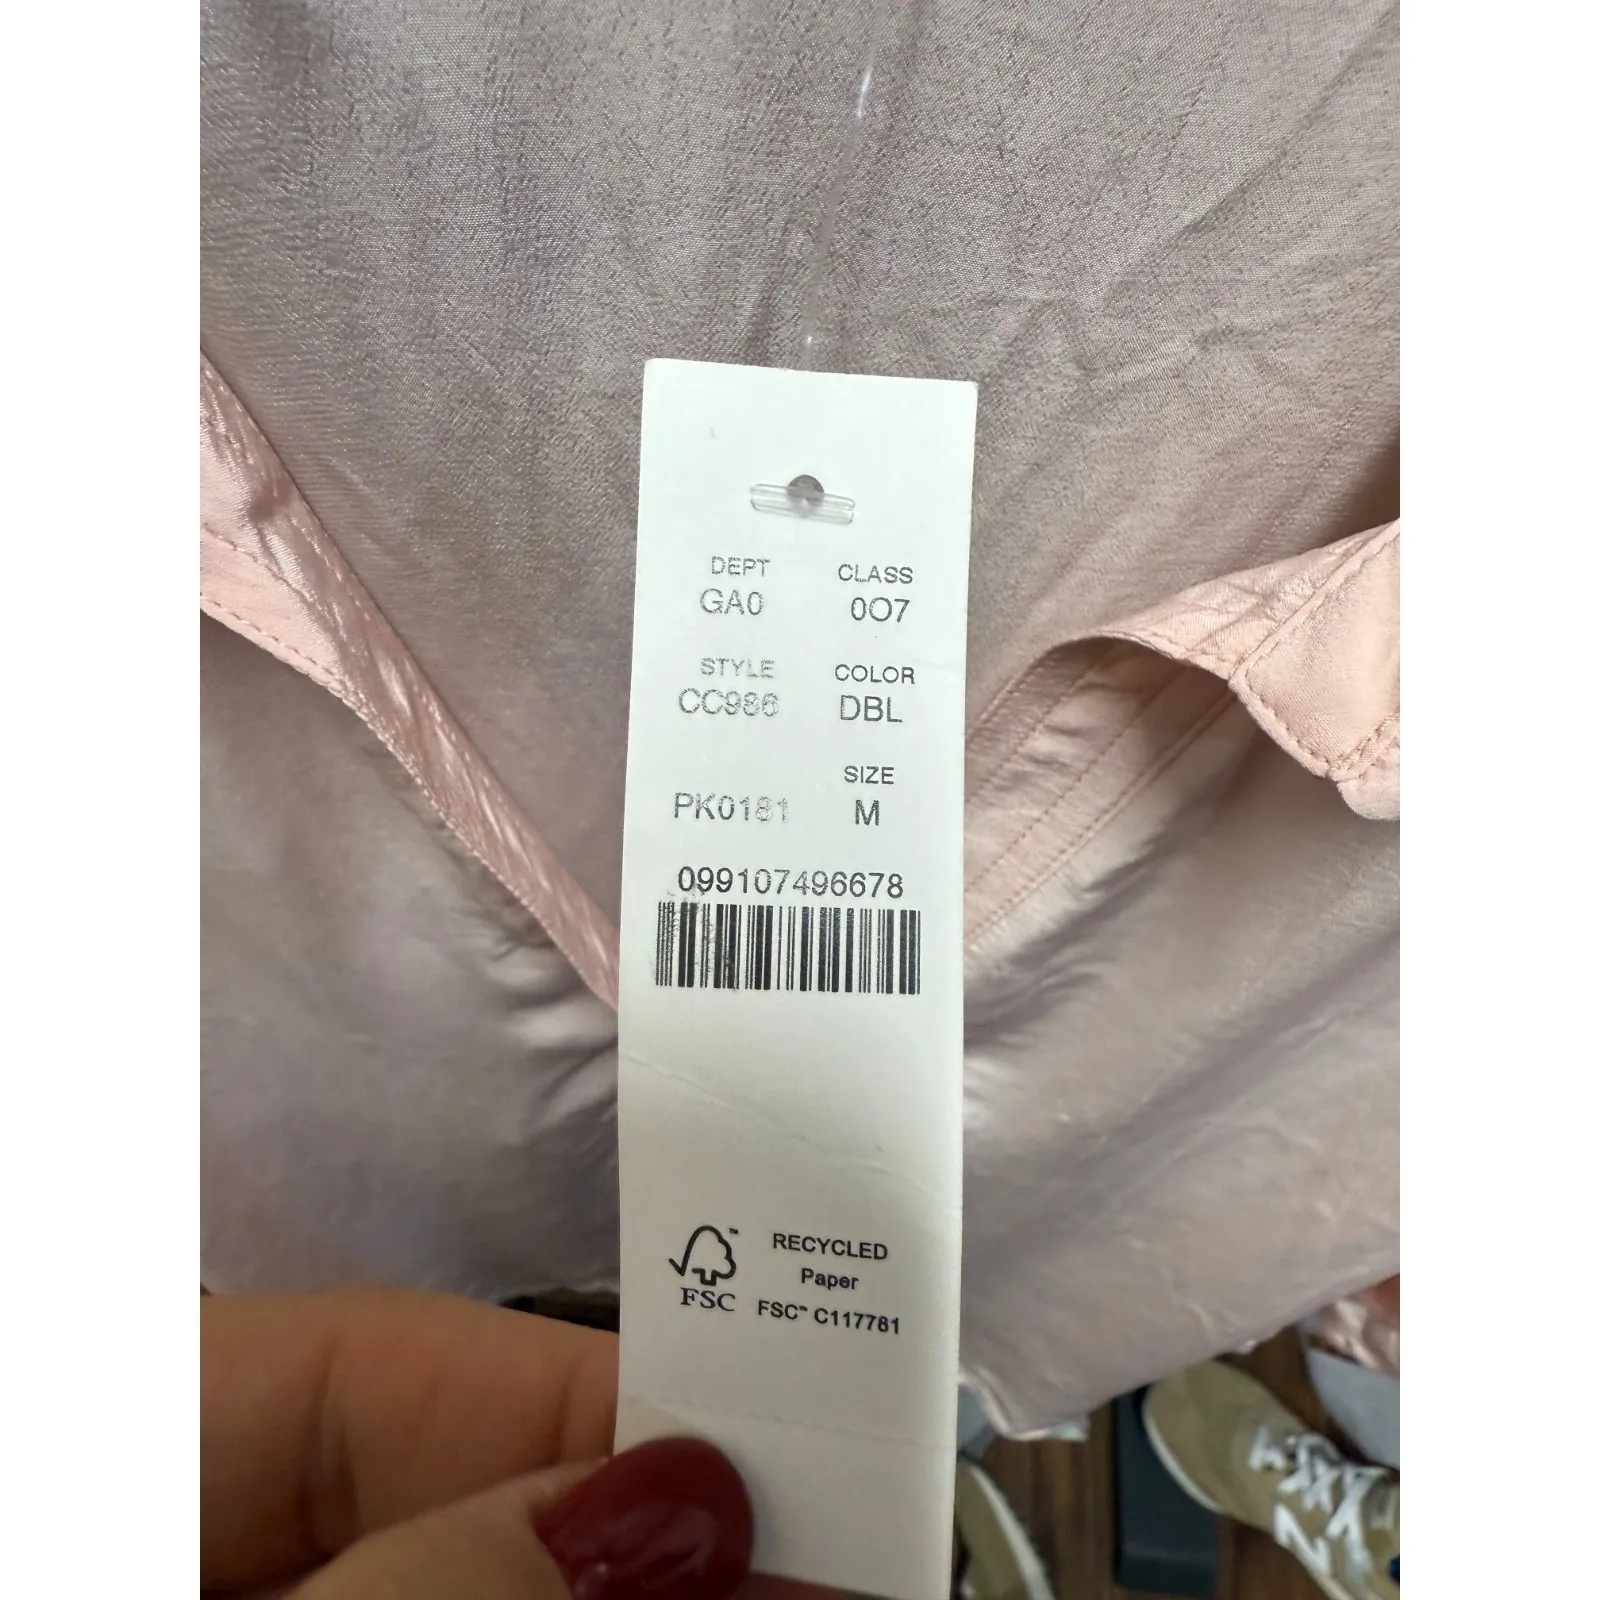 DEPT CLASS
GA0 0O7
STYLE COLOR
CC986 DBL
SIZE
PK0181 M
099107496678
RECYCLED
Paper
FSC FSC™ C117781